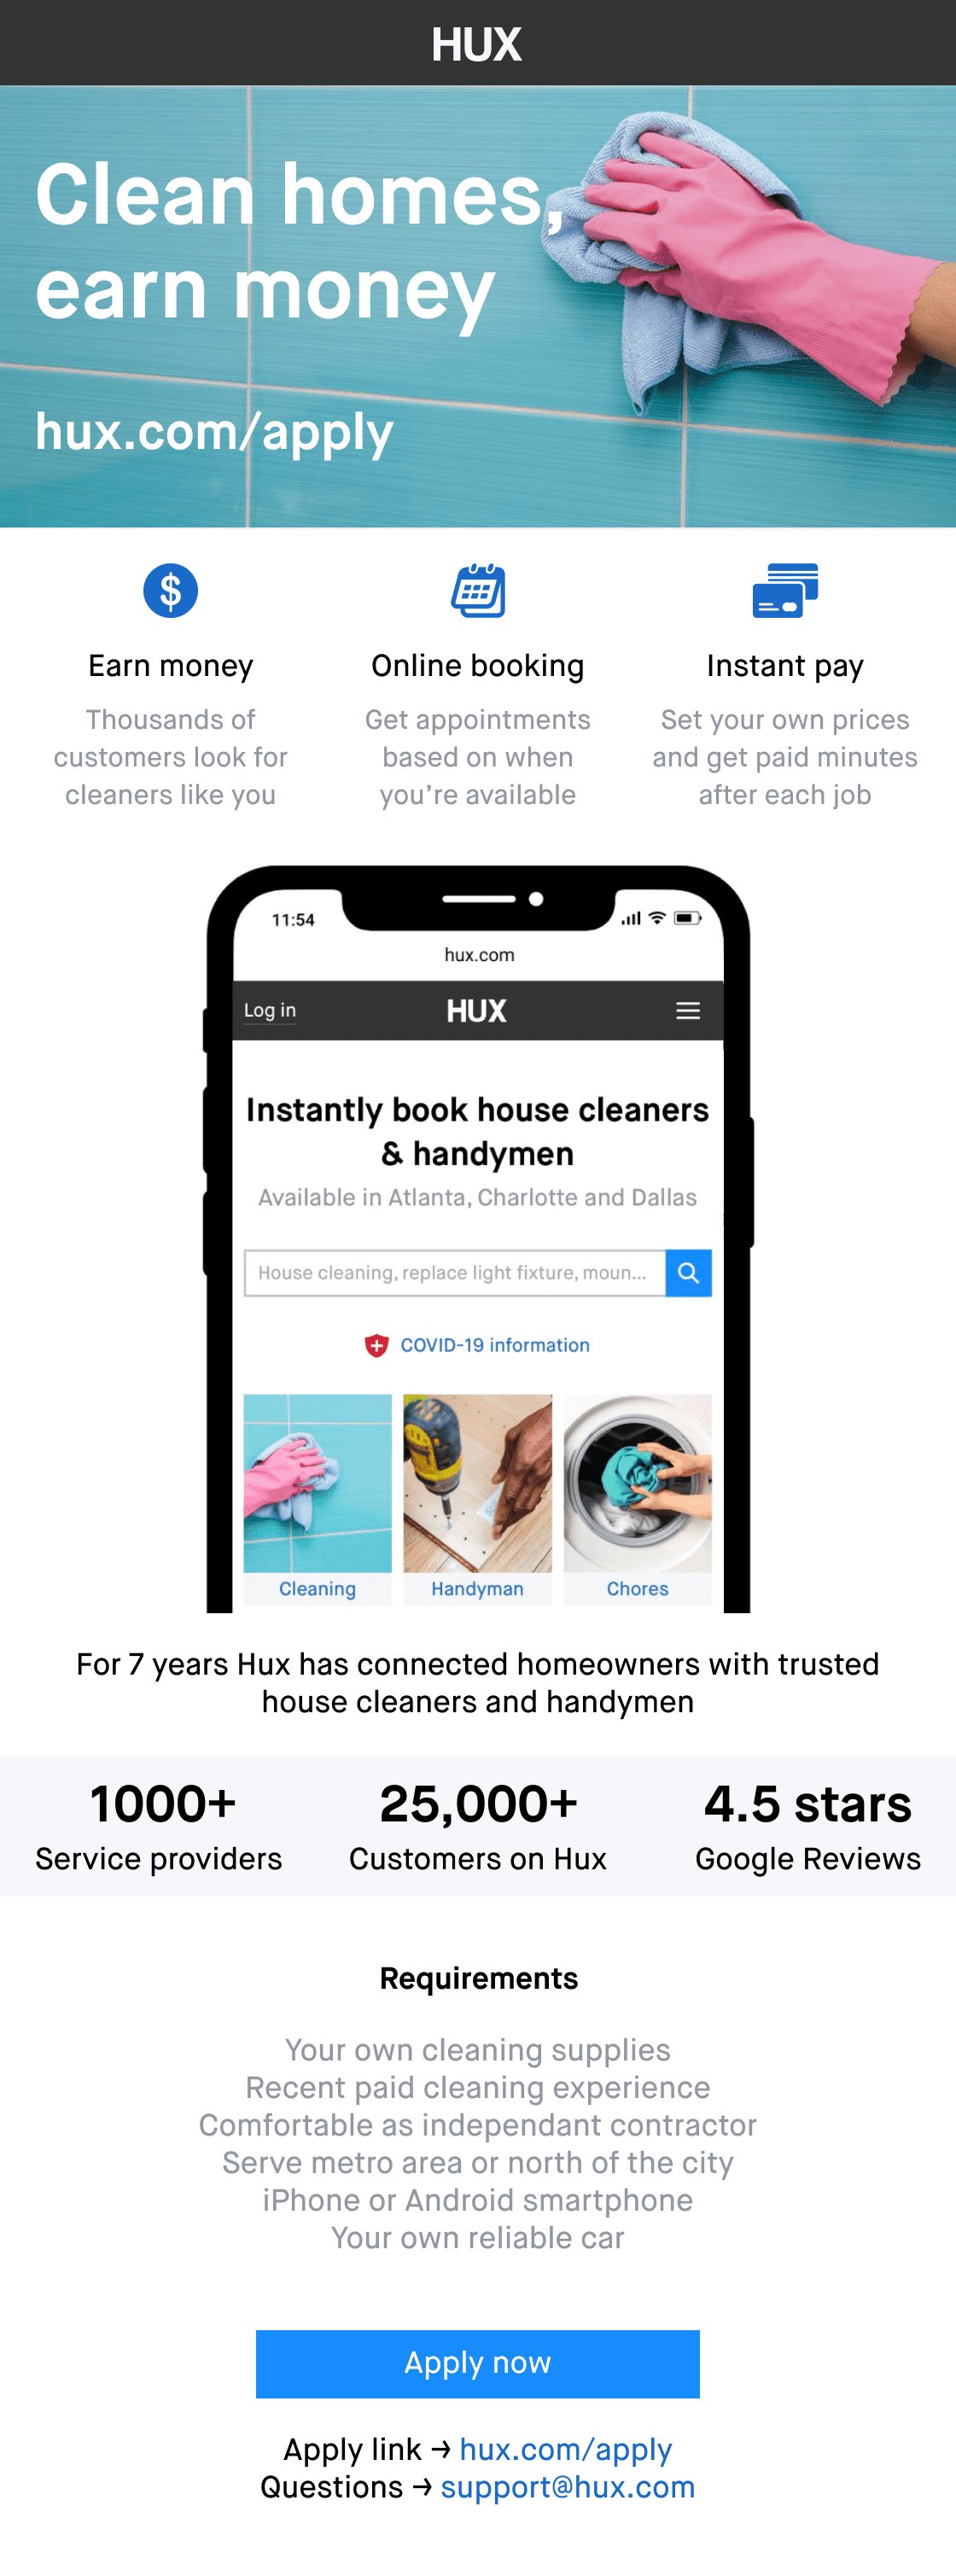 HUX
Clean homes,
earn money
hux.com/apply
Earn money
Thousands of
customers look for
cleaners like you
Online booking
Get appointments
based on when
you're available
Instant pay
Set your own prices
and get paid minutes
after each job
11:54
hux.com
Log in
HUX
Instantly book house cleaners
& handymen
Available in Atlanta, Charlotte and Dallas
House cleaning, replace light fixture, moun...
COVID-19 information
Cleaning
Handyman
Chores
For 7 years Hux has connected homeowners with trusted
house cleaners and handymen
1000+
Service providers
25,000+
Customers on Hux
4.5 stars
Google Reviews
Requirements
Your own cleaning supplies
Recent paid cleaning experience
Comfortable as independant contractor
Serve metro area or north of the city
iPhone or Android smartphone
Your own reliable car
Apply now
Apply link → hux.com/apply
Questions → support@hux.com